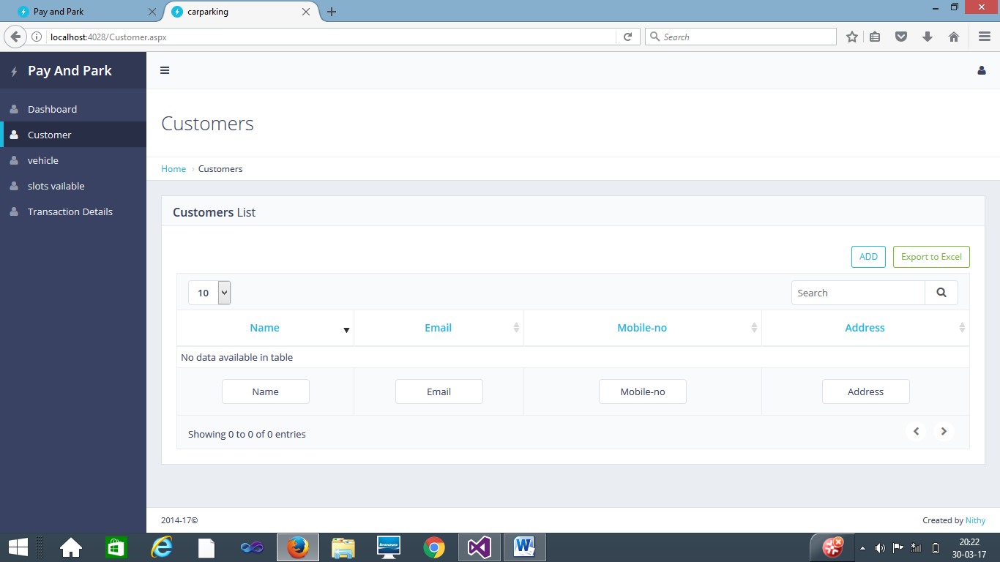 Pay and Park
carparking
localhost:4028/Customer.aspx
Search
Pay And Park
Dashboard
Customer
vehicle
slots vailable
Transaction Details
Customers
Home › Customers
Customers List
ADD
Export to Excel
10
Search
Name Email Mobile-no Address
No data available in table
Name Email Mobile-no Address
Showing 0 to 0 of 0 entries
2014-17©
Created by Nithy
lenovo
20:22
30-03-17